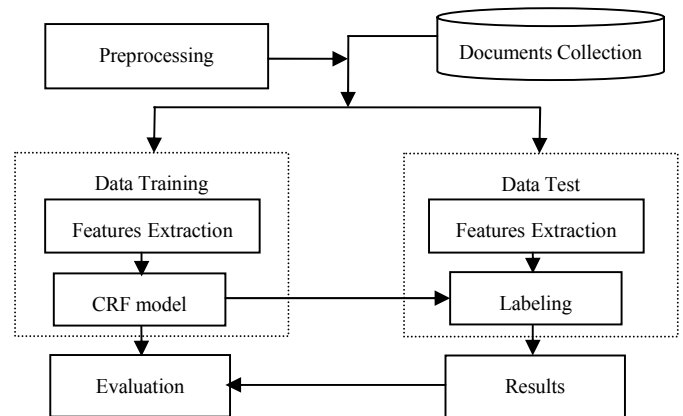 Preprocessing
Documents Collection
Data Training
Features Extraction
CRF model
Data Test
Features Extraction
Labeling
Evaluation
Results